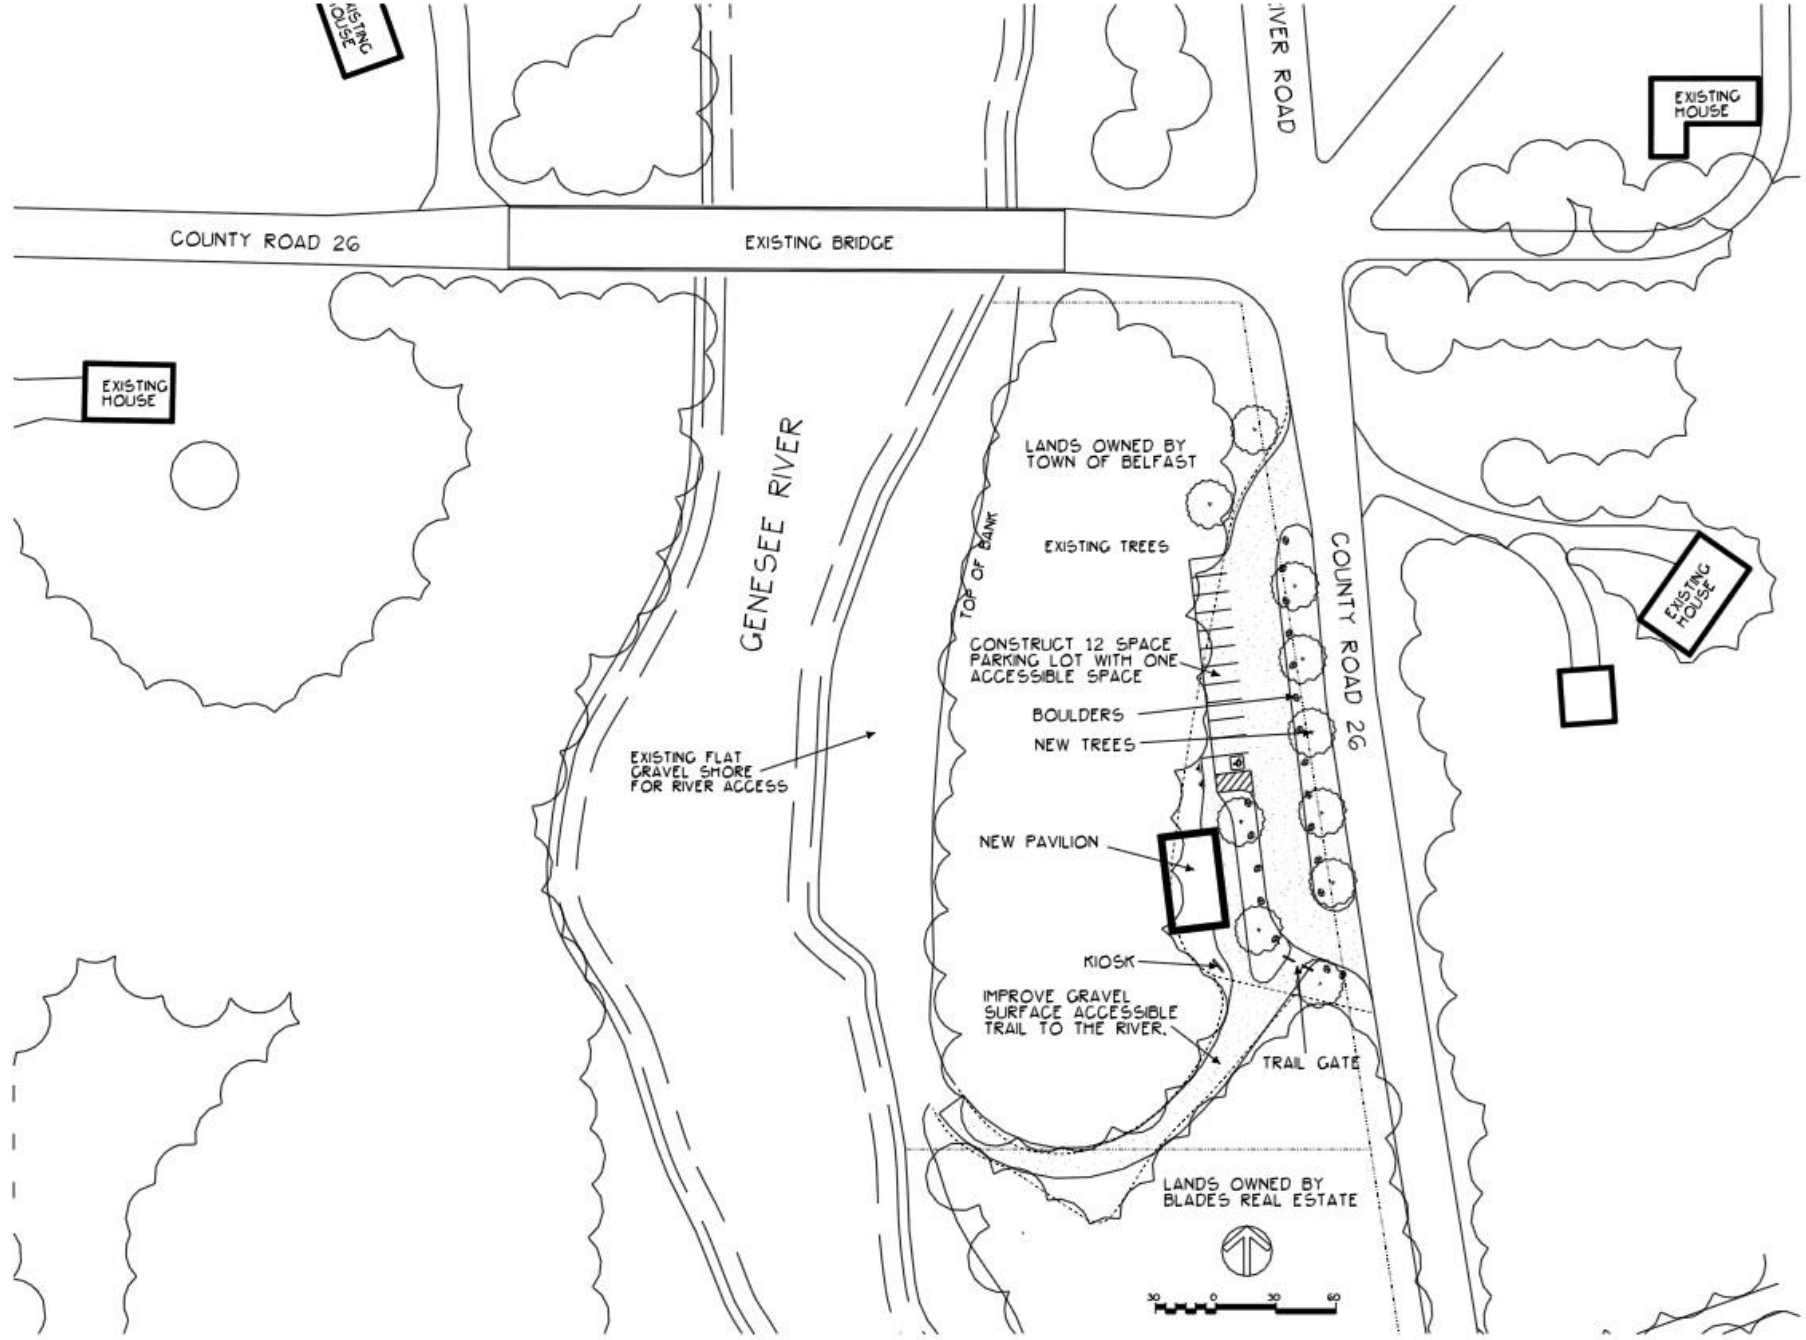 EXISTING
HOUSE
RIVER ROAD
EXISTING
HOUSE
COUNTY ROAD 26
EXISTING BRIDGE
EXISTING
HOUSE
GENESEE RIVER
LANDS OWNED BY
TOWN OF BELFAST
TOP OF BANK
EXISTING TREES
COUNTY ROAD 26
EXISTING
HOUSE
CONSTRUCT 12 SPACE
PARKING LOT WITH ONE
ACCESSIBLE SPACE
BOULDERS
NEW TREES
EXISTING FLAT
GRAVEL SHORE
FOR RIVER ACCESS
NEW PAVILION
KIOSK
IMPROVE GRAVEL
SURFACE ACCESSIBLE
TRAIL TO THE RIVER.
TRAIL GATE
LANDS OWNED BY
BLADES REAL ESTATE
30 0 30 60